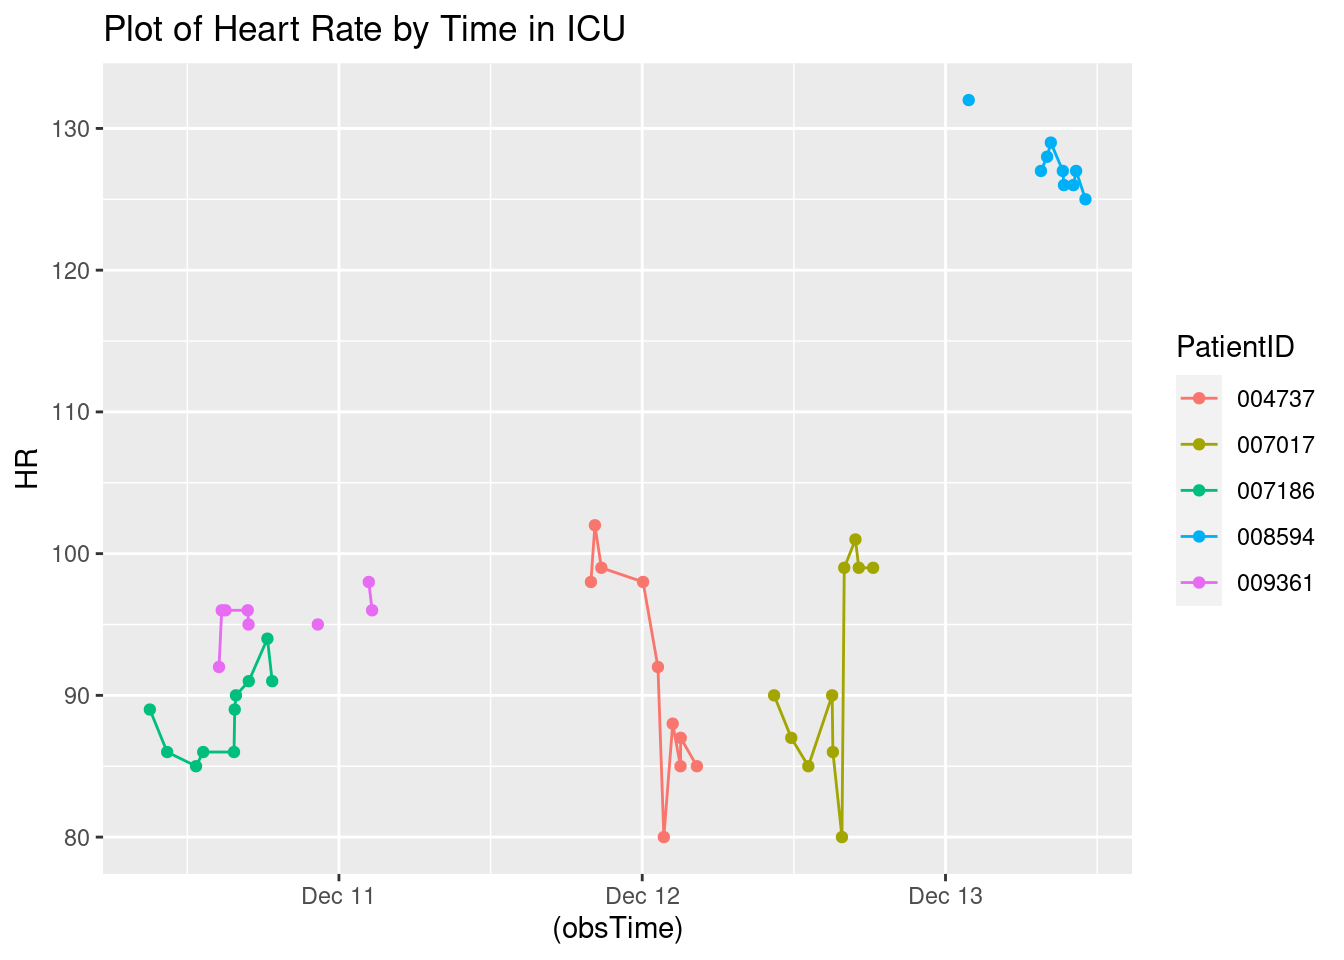 Plot of Heart Rate by Time in ICU
130
120
110
100
90
80
HR
Dec 11
Dec 12
Dec 13
(obsTime)
PatientID
004737
007017
007186
008594
009361